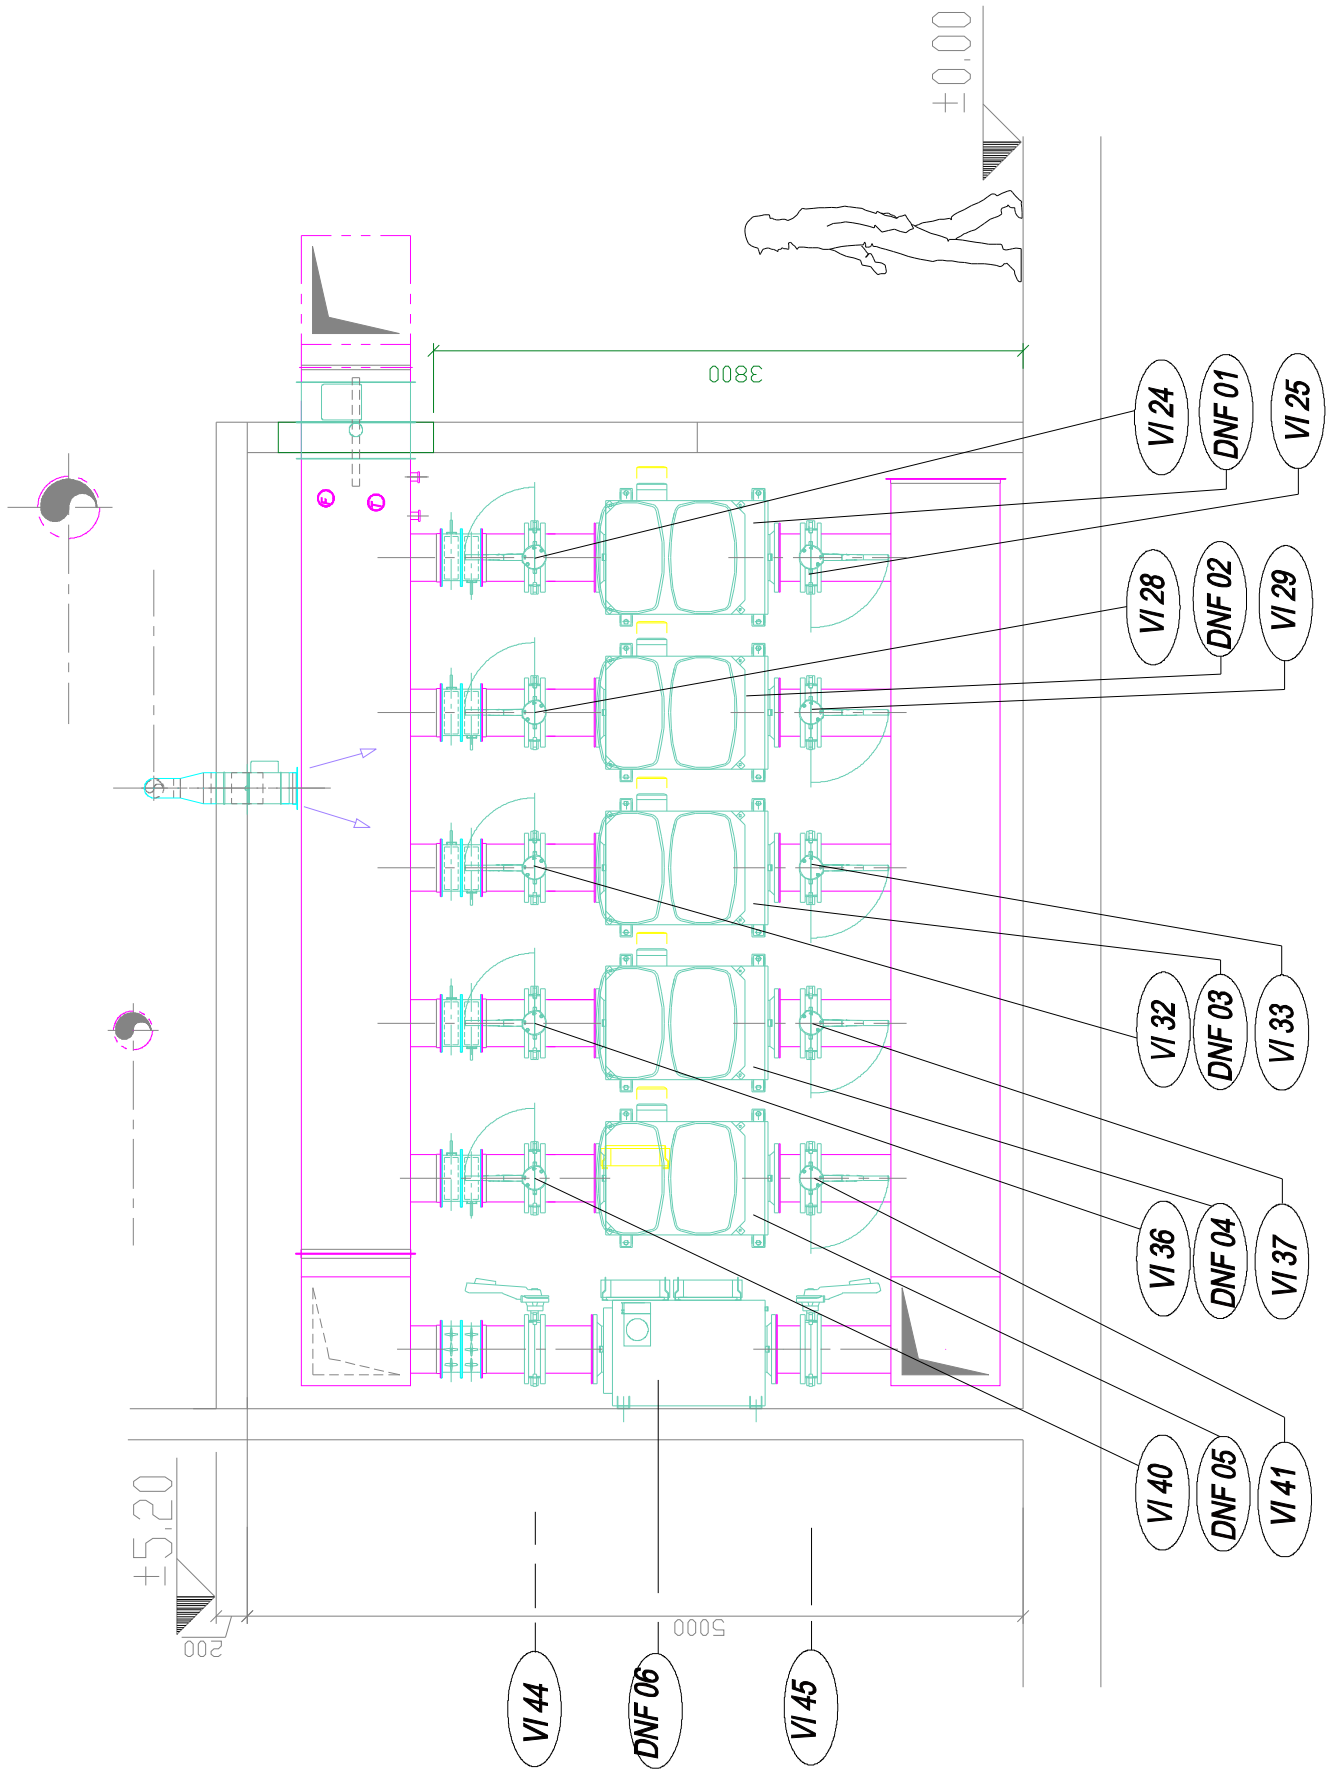 ±0.00
3800
VI 24
DNF 01
VI 25
VI 28
DNF 02
VI 29
F
T
VI 32
DNF 03
VI 33
VI 36
DNF 04
VI 37
VI 40
DNF 05
VI 41
±5.20
200
5000
VI 44
DNF 06
VI 45